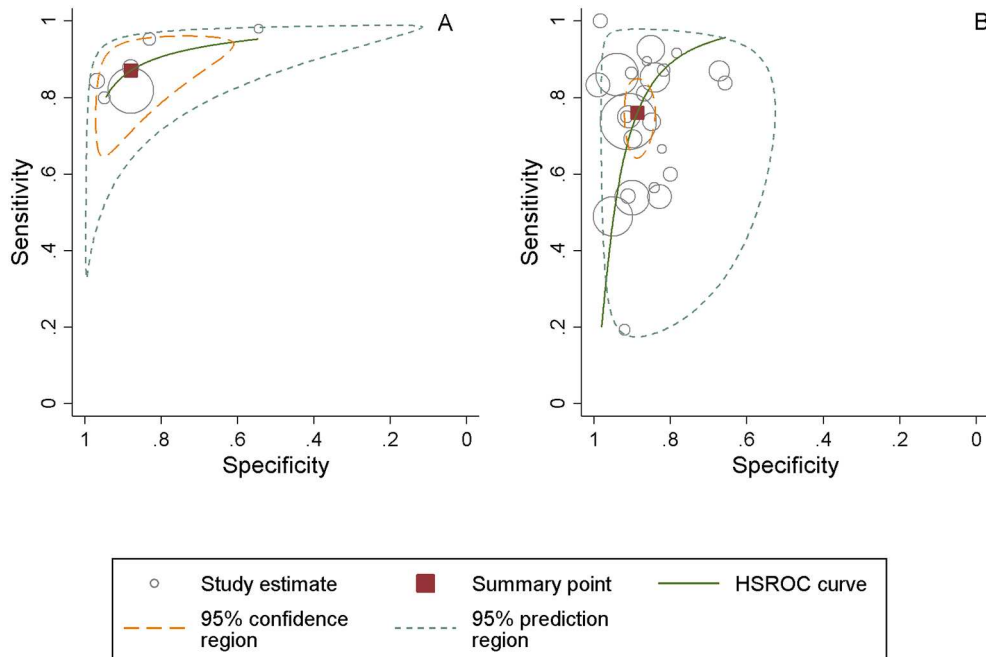 A
1
.8
.6
.4
.2
0
Sensitivity
1 .8 .6 .4 .2 0
Specificity
B
1
.8
.6
.4
.2
0
Sensitivity
1 .8 .6 .4 .2 0
Specificity
Study estimate
Summary point
HSROC curve
95% confidence
region
95% prediction
region